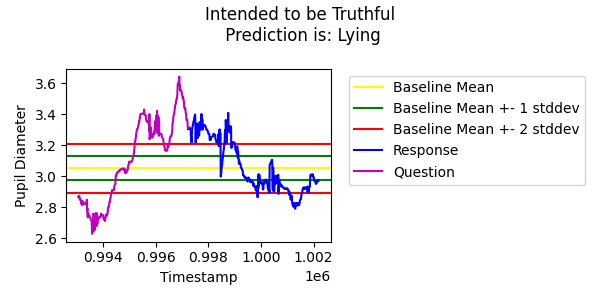 Intended to be Truthful
Prediction is: Lying
Pupil Diameter
3.6
3.4
3.2
3.0
2.8
2.6
0.994 0.996 0.998 1.000 1.002
1e6
Timestamp
Baseline Mean
Baseline Mean +- 1 stddev
Baseline Mean +- 2 stddev
Response
Question